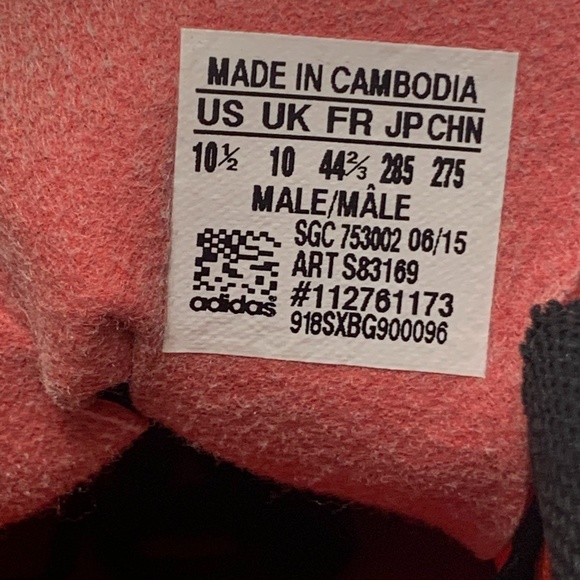 MADE IN CAMBODIA
US UK FR JP CHN
10½ 10 44⅔ 285 275
MALE/MÂLE
SGC 753002 06/15
ART S83169
#112761173
918SXBG900096
adidas®